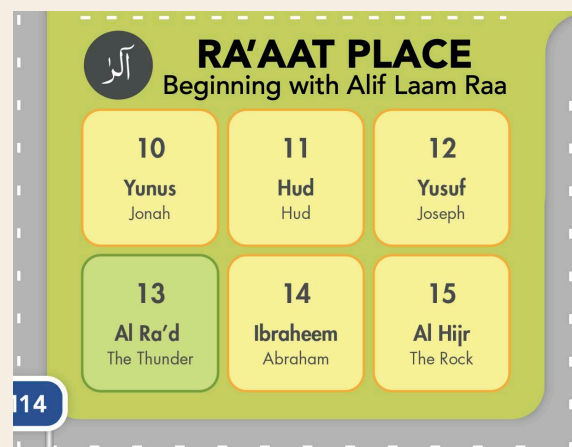 الر
RA'AAT PLACE
Beginning with Alif Laam Raa
10
Yunus
Jonah
11
Hud
Hud
12
Yusuf
Joseph
13
Al Ra'd
The Thunder
14
Ibraheem
Abraham
15
Al Hijr
The Rock
114